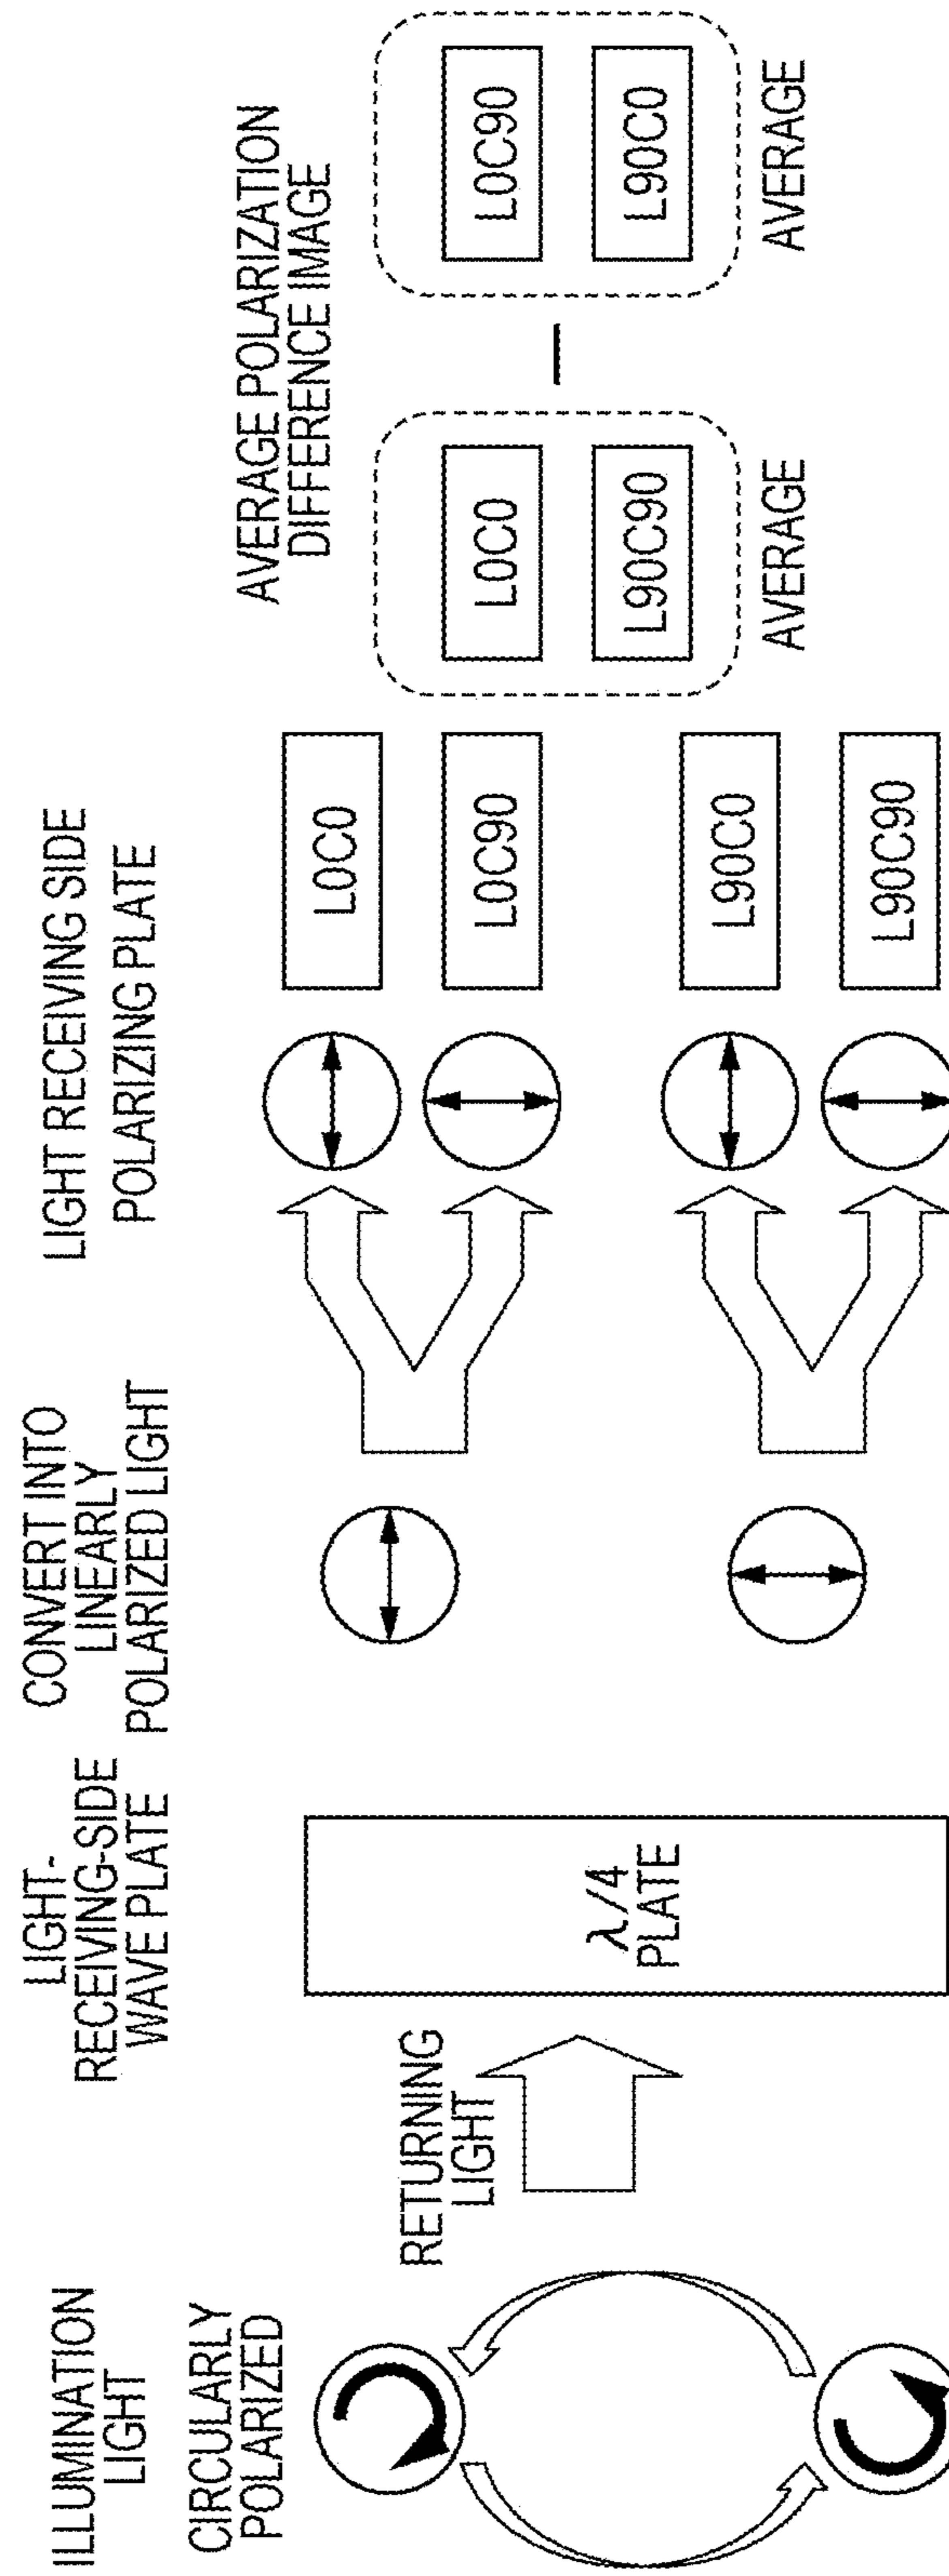 ILLUMINATION
LIGHT
CIRCULARLY
POLARIZED
RETURNING
LIGHT
LIGHT-
RECEIVING-SIDE
WAVE PLATE
λ/4
PLATE
CONVERT INTO
LINEARLY
POLARIZED LIGHT
LIGHT RECEIVING SIDE
POLARIZING PLATE
L0C0
L0C90
L90C0
L90C90
AVERAGE POLARIZATION
DIFFERENCE IMAGE
L0C0
L90C90
AVERAGE
—
L0C90
L90C0
AVERAGE